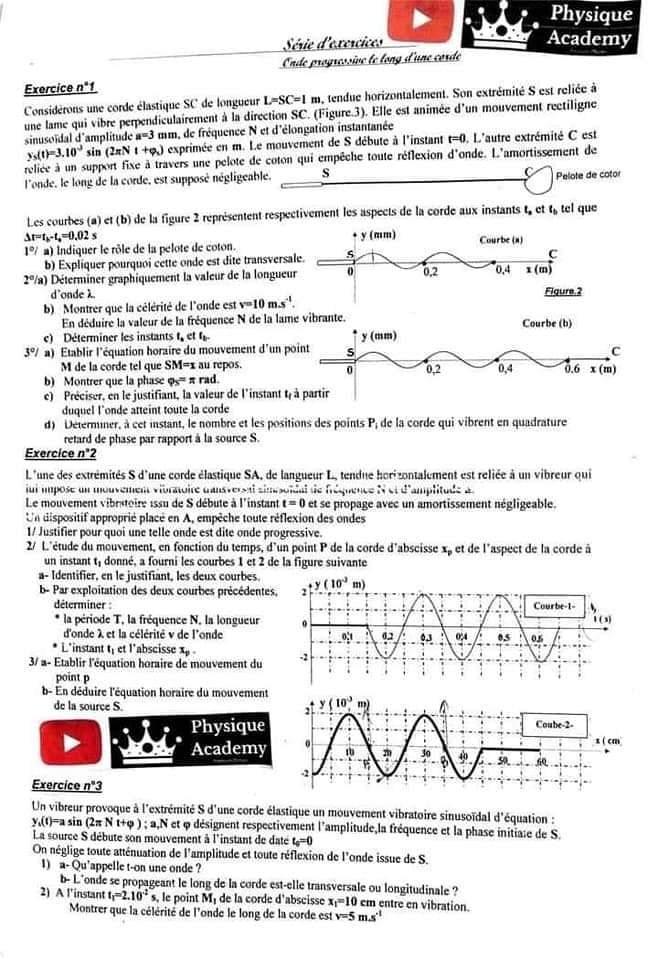 Physique
Academy
Série d'exercices
Onde progressive le long d'une corde
Exercice n°1
Considérons une corde élastique SC de longueur L=SC=1 m, tendue horizontalement. Son extrémité S est reliée à
une lame qui vibre perpendiculairement à la direction SC. (Figure.3). Elle est animée d'un mouvement rectiligne
sinusoïdal d'amplitude a=3 mm, de fréquence N et d'élongation instantanée
ys(t)=3.10⁻³ sin (2πN t +φs) exprimée en m. Le mouvement de S débute à l'instant t=0. L'autre extrémité C est
reliée à un support fixe à travers une pelote de coton qui empêche toute réflexion d'onde. L'amortissement de
l'onde, le long de la corde, est supposé négligeable.
S
C
Pelote de coton
Les courbes (a) et (b) de la figure 2 représentent respectivement les aspects de la corde aux instants ta et tb tel que
Δt=tb-ta=0,02 s
1°/ a) Indiquer le rôle de la pelote de coton.
b) Expliquer pourquoi cette onde est dite transversale.
2°/a) Déterminer graphiquement la valeur de la longueur
d'onde λ.
b) Montrer que la célérité de l'onde est v=10 m.s⁻¹.
En déduire la valeur de la fréquence N de la lame vibrante.
c) Déterminer les instants ta et tb.
3°/ a) Etablir l'équation horaire du mouvement d'un point
M de la corde tel que SM=x au repos.
b) Montrer que la phase φs= π rad.
c) Préciser, en le justifiant, la valeur de l'instant tf à partir
duquel l'onde atteint toute la corde
d) Déterminer, à cet instant, le nombre et les positions des points Pi de la corde qui vibrent en quadrature
retard de phase par rapport à la source S.
y (mm)
Courbe (a)
S
C
0
0,2
0,4
x (m)
Figure.2
Courbe (b)
y (mm)
S
C
0
0,2
0,4
0.6
x (m)
Exercice n°2
L'une des extrémités S d'une corde élastique SA, de langueur L, tendue horizontalement est reliée à un vibreur qui
lui impose un mouvement vibratoire transversal sinusoïdal de fréquence N et d'amplitude a.
Le mouvement vibratoire issu de S débute à l'instant t = 0 et se propage avec un amortissement négligeable.
Un dispositif approprié placé en A, empêche toute réflexion des ondes
1/ Justifier pour quoi une telle onde est dite onde progressive.
2/ L'étude du mouvement, en fonction du temps, d'un point P de la corde d'abscisse xp et de l'aspect de la corde à
un instant t1 donné, a fourni les courbes 1 et 2 de la figure suivante
a- Identifier, en le justifiant, les deux courbes.
b- Par exploitation des deux courbes précédentes,
déterminer :
* la période T, la fréquence N, la longueur
d'onde λ et la célérité v de l'onde
* L'instant t1 et l'abscisse xp .
3/ a- Etablir l'équation horaire de mouvement du
point p
b- En déduire l'équation horaire du mouvement
de la source S.
y ( 10⁻³ m)
2
0
-2
0,1
0,2
0,3
0,4
0,5
0,6
Courbe-1-
t (s)
y ( 10⁻³ m)
2
0
-2
10
20
30
40
50
60
Coube-2-
x ( cm
Physique
Academy
Exercice n°3
Un vibreur provoque à l'extrémité S d'une corde élastique un mouvement vibratoire sinusoïdal d'équation :
ys(t)=a sin (2π N t+φ ) ; a,N et φ désignent respectivement l'amplitude,la fréquence et la phase initiale de S.
La source S débute son mouvement à l'instant de date t0=0
On néglige toute atténuation de l'amplitude et toute réflexion de l'onde issue de S.
1) a- Qu'appelle t-on une onde ?
b- L'onde se propageant le long de la corde est-elle transversale ou longitudinale ?
2) A l'instant t1=2.10⁻² s, le point M1 de la corde d'abscisse x1=10 cm entre en vibration.
Montrer que la célérité de l'onde le long de la corde est v=5 m.s⁻¹